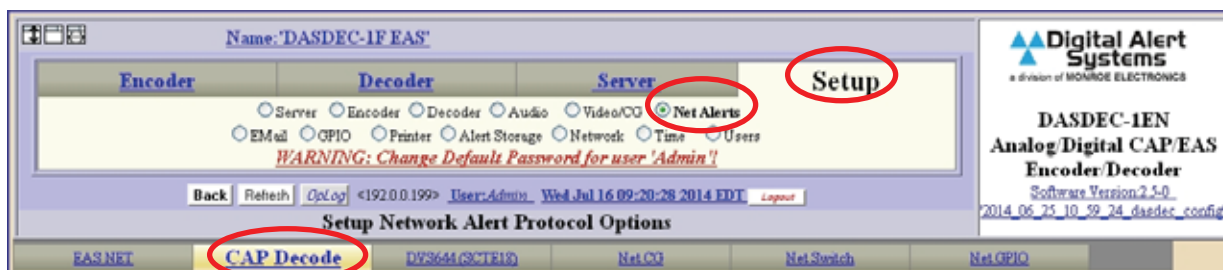 Name:'DASDEC-1F EAS'
Encoder Decoder Server Setup
Server Encoder Decoder Audio Video/CG Net Alerts
EMail GPIO Printer Alert Storage Network Time Users
WARNING: Change Default Password for user 'Admin'!
Back Refresh OpLog <192.0.0.199> User:Admin Wed Jul 16 09:20:28 2014 EDT Logout
Setup Network Alert Protocol Options
EAS NET CAP Decode DVS644(SCTE18) Net CG Net Switch Net GPIO
Digital Alert
Systems
a division of MONROE ELECTRONICS
DASDEC-1EN
Analog/Digital CAP/EAS
Encoder/Decoder
Software Version:2.5-0
'2014_06_25_10_59_24_dasdec_config